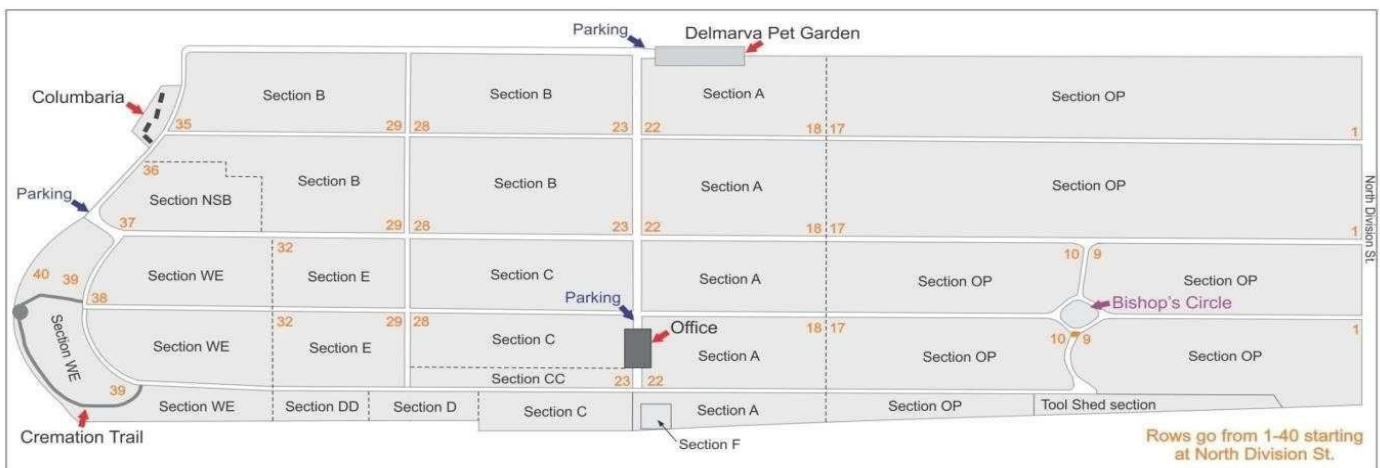 Parking
Delmarva Pet Garden
Columbaria
Section B
Section B
Section A
Section OP
35
29
28
23
22
18
17
1
36
Section NSB
Section B
Section B
Section A
Section OP
Parking
37
29
28
23
22
18
17
1
North Division St.
32
10
9
40
39
38
Section WE
Section E
Section C
Section A
Section OP
Section OP
Parking
Bishop's Circle
32
29
28
Office
18
17
10
9
1
Section WE
Section WE
Section E
Section C
Section A
Section OP
Section OP
Section CC
23
22
39
Section WE
Section DD
Section D
Section C
Section A
Section OP
Tool Shed section
Cremation Trail
Section F
Rows go from 1-40 starting
at North Division St.